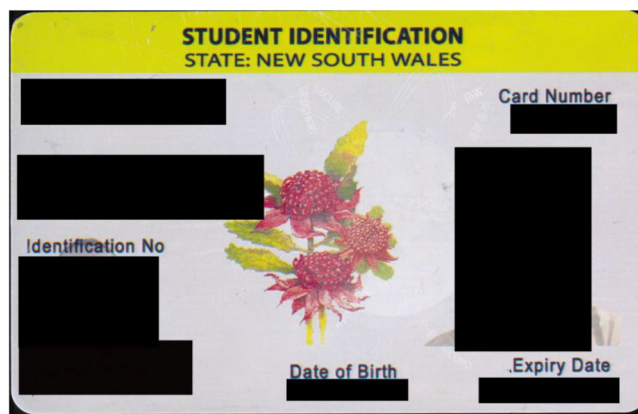 STUDENT IDENTIFICATION
STATE: NEW SOUTH WALES
Card Number
Identification No
Date of Birth
.Expiry Date